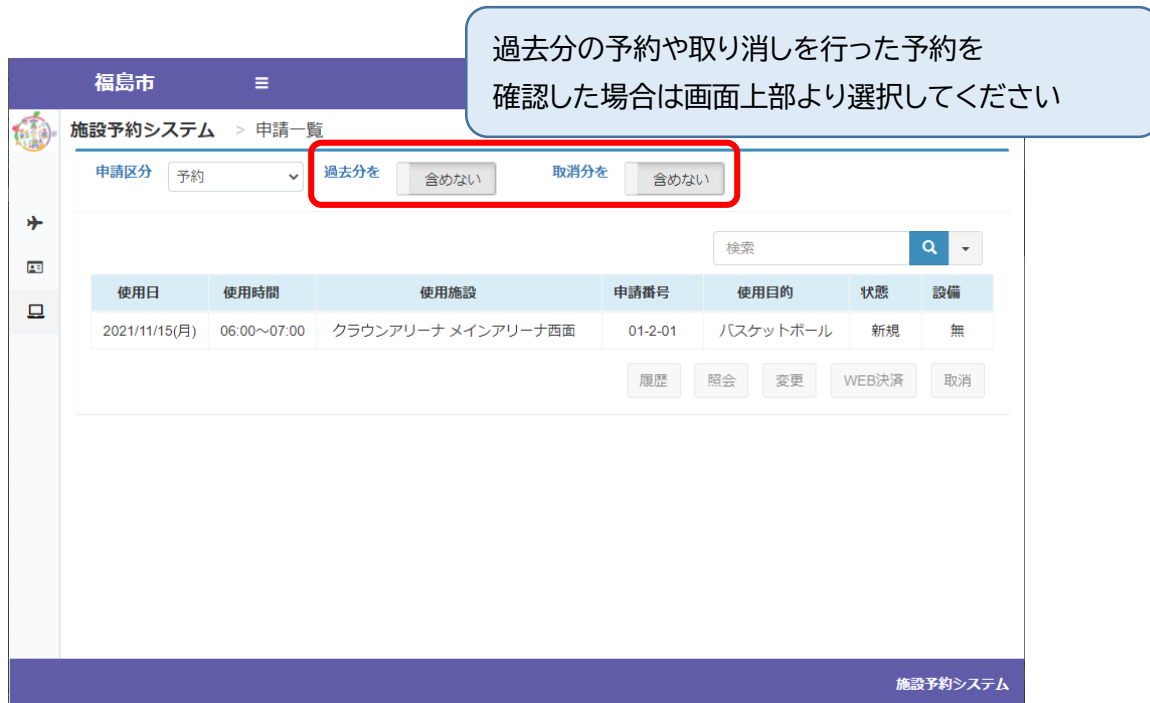 過去分の予約や取り消しを行った予約を
確認した場合は画面上部より選択してください
福島市
施設予約システム > 申請一覧
申請区分 予約 過去分を 含めない 取消分を 含めない
検索
使用日 使用時間 使用施設 申請番号 使用目的 状態 設備
2021/11/15(月) 06:00～07:00 クラウンアリーナ メインアリーナ西面 01-2-01 バスケットボール 新規 無
履歴 照会 変更 WEB決済 取消
施設予約システム